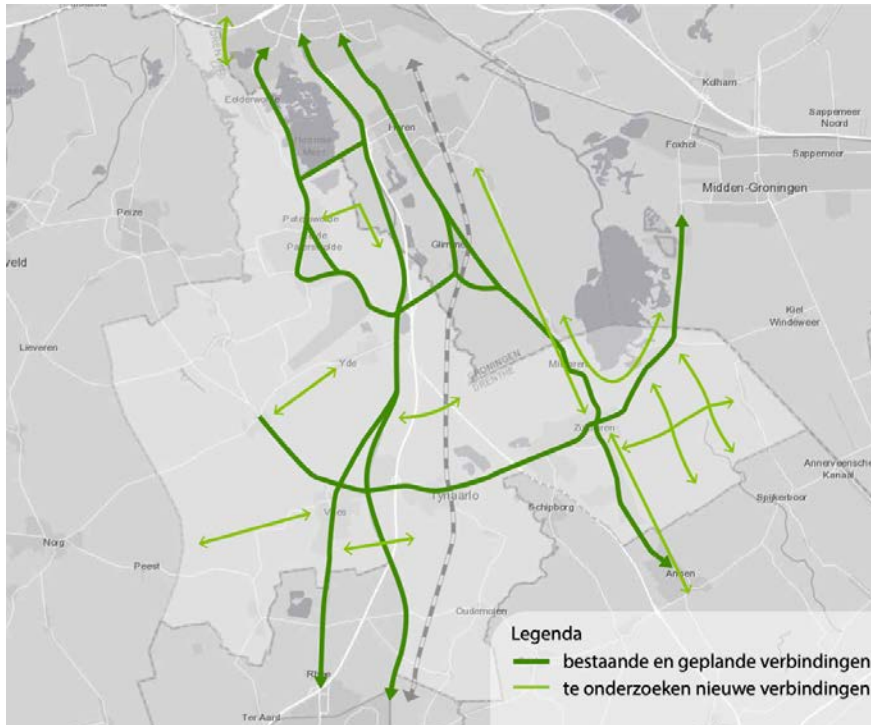 Kolham
Eelderwolde
Sappemeer
Noord
Haren
Foxhol
Sappemeer
Midden-Groningen
Peize
Paterswolde
Paterswolde
Glimmen
veld
Kiel
Windeweer
Lieveren
GRONINGEN
DRENTHE
Yde
Midlaren
Zuidlaren
Annerveensche
Kanaal
Tynaarlo
Spijkerboor
Schipborg
Vries
Norg
Peest
Annen
Oudemolen
Legenda
bestaande en geplande verbindingen
te onderzoeken nieuwe verbindingen
Rhee
Ter Aard
Loon